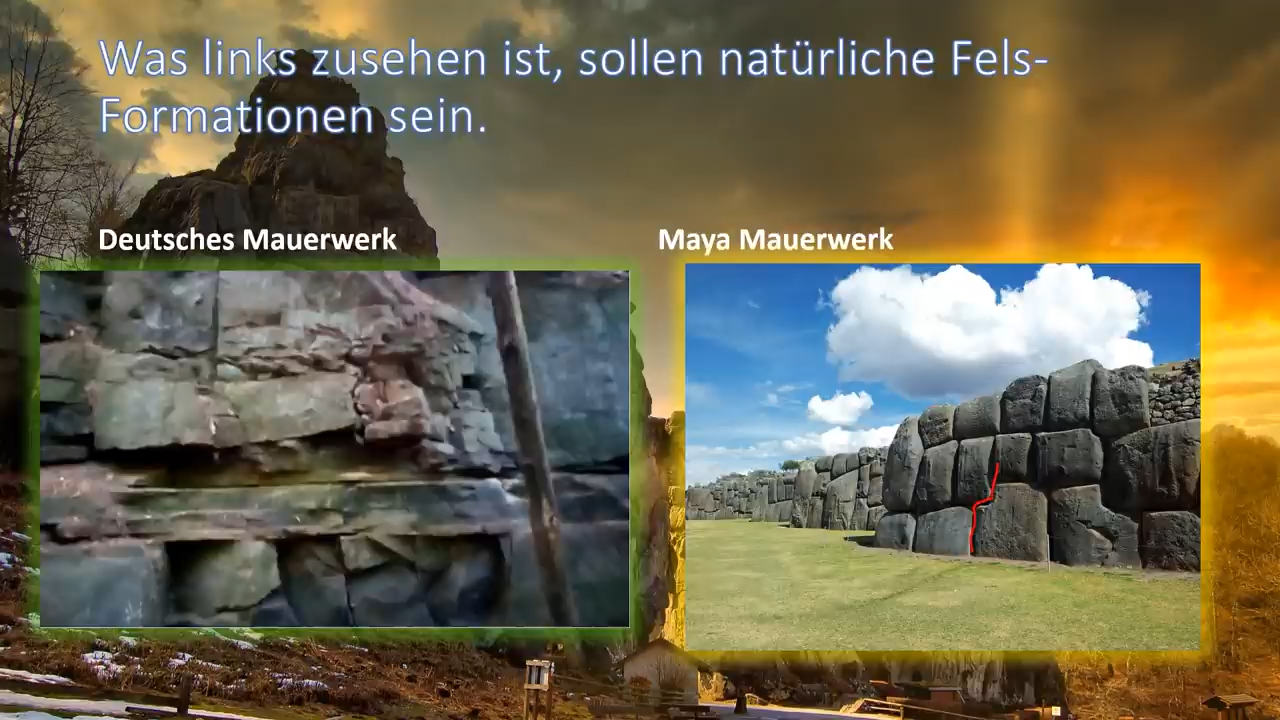 Was links zusehen ist, sollen natürliche Fels-
Formationen sein.
Deutsches Mauerwerk
Maya Mauerwerk